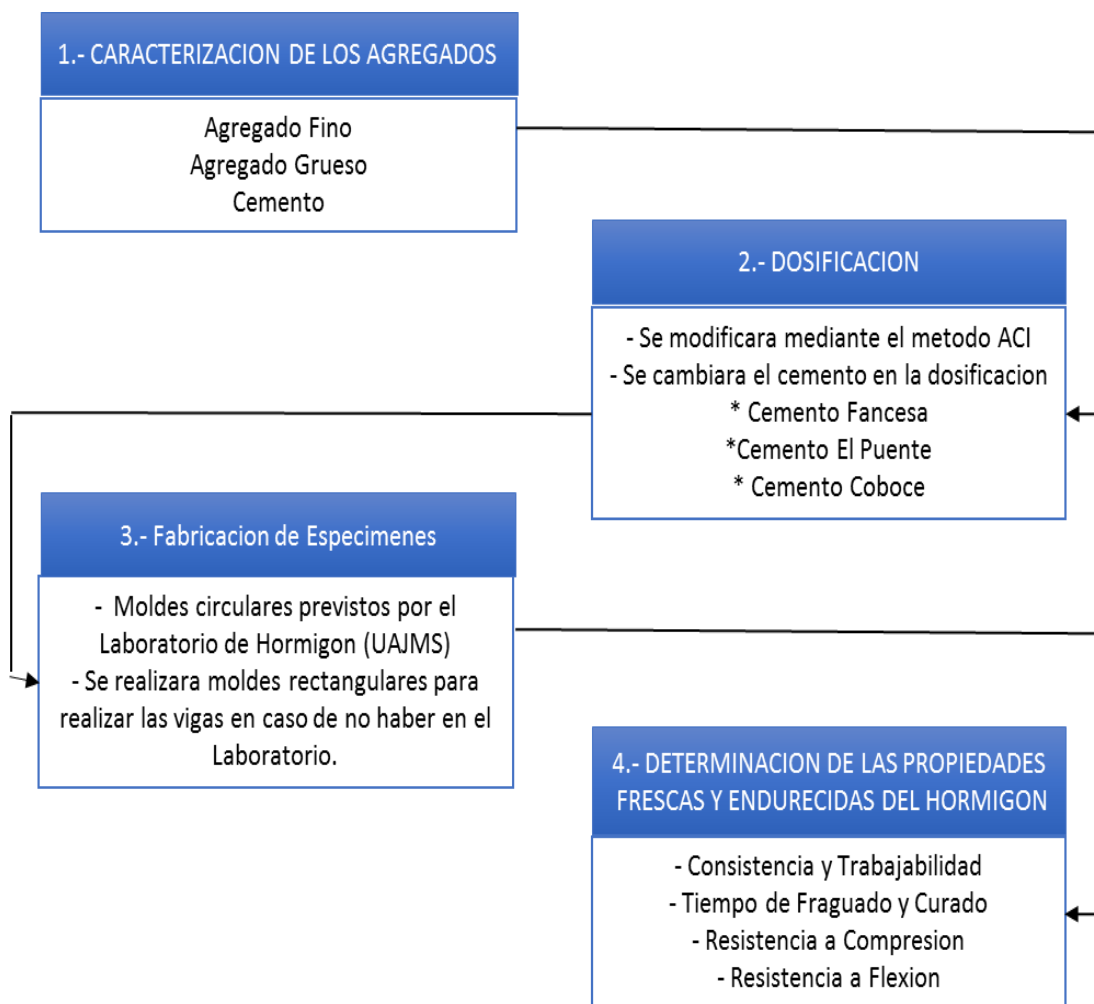 1.- CARACTERIZACION DE LOS AGREGADOS
Agregado Fino
Agregado Grueso
Cemento
2.- DOSIFICACION
- Se modificara mediante el metodo ACI
- Se cambiara el cemento en la dosificacion
* Cemento Fancesa
*Cemento El Puente
* Cemento Coboce
3.- Fabricacion de Especimenes
- Moldes circulares previstos por el
Laboratorio de Hormigon (UAJMS)
- Se realizara moldes rectangulares para
realizar las vigas en caso de no haber en el
Laboratorio.
4.- DETERMINACION DE LAS PROPIEDADES
FRESCAS Y ENDURECIDAS DEL HORMIGON
- Consistencia y Trabajabilidad
- Tiempo de Fraguado y Curado
- Resistencia a Compresion
- Resistencia a Flexion